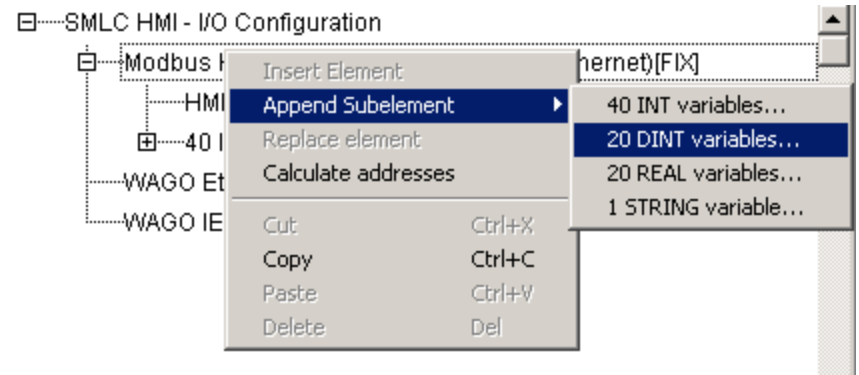 SMLC HMI - I/O Configuration
Modbus hernet)[FIX]
HMI
40 I
WAGO Et
WAGO IE
Insert Element
Append Subelement
Replace element
Calculate addresses
Cut Ctrl+X
Copy Ctrl+C
Paste Ctrl+V
Delete Del
40 INT variables...
20 DINT variables...
20 REAL variables...
1 STRING variable...